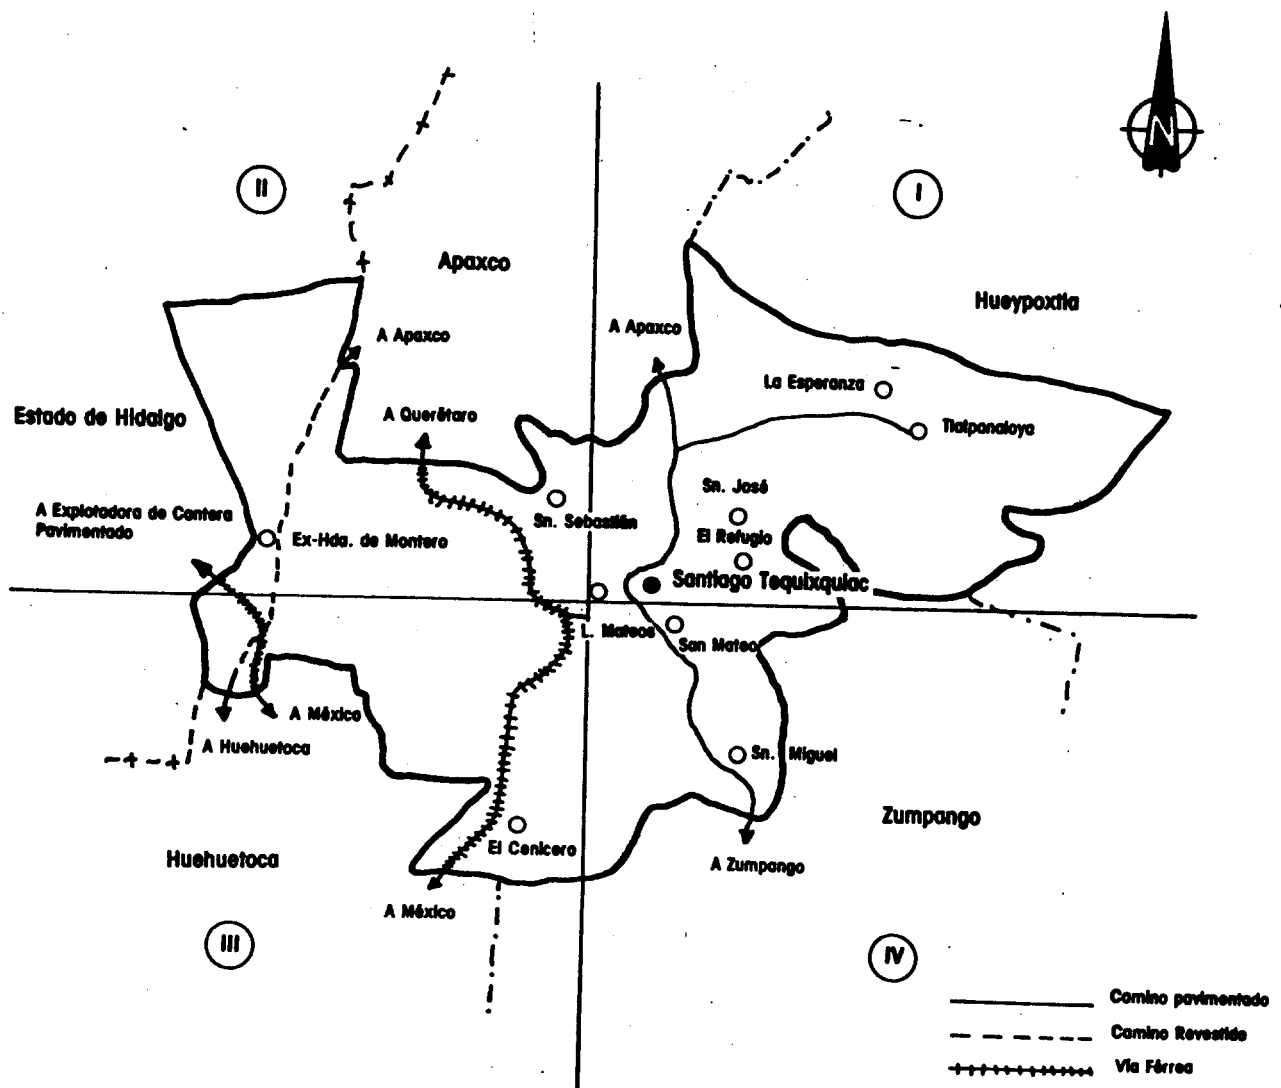 N
II
I
Apaxco
Hueypoxtla
A Apaxco
A Apaxco
La Esperanza
Estado de Hidalgo
A Querétaro
Tlalpanaloya
Sn. José
A Explotadora de Cantera
Pavimentado
Sn. Sebastián
El Refugio
Ex-Hda. de Montero
Santiago Tequixquiac
L. Mateos
San Mateo
A México
A Huehuetoca
Sn. Miguel
Zumpango
El Cenicero
Huehuetoca
A Zumpango
A México
III
IV
Camino pavimentado
Camino Revestido
Vía Férrea